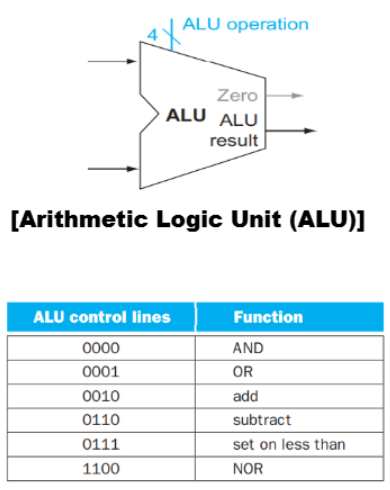 4 ALU operation
Zero
ALU ALU
result
[Arithmetic Logic Unit (ALU)]
ALU control lines Function
0000 AND
0001 OR
0010 add
0110 subtract
0111 set on less than
1100 NOR